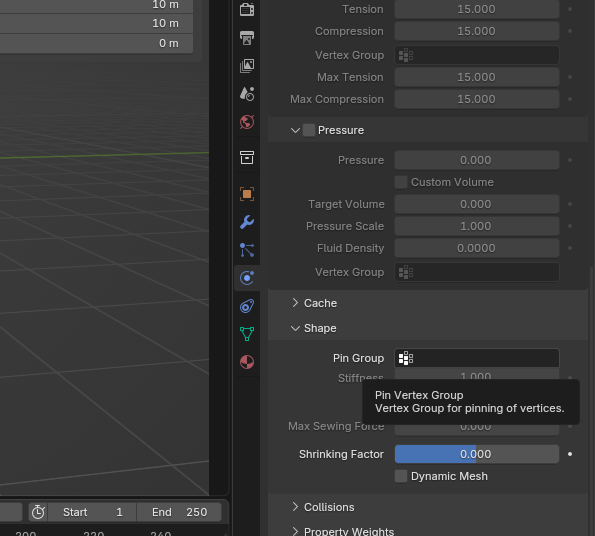 10 m
10 m
0 m
Tension 15.000
Compression 15.000
Vertex Group
Max Tension 15.000
Max Compression 15.000
Pressure
Pressure 0.000
Custom Volume
Target Volume 0.000
Pressure Scale 1.000
Fluid Density 0.0000
Vertex Group
Cache
Shape
Pin Group
Stiffness 1.000
Pin Vertex Group
Vertex Group for pinning of vertices.
Max Sewing Force 0.000
Shrinking Factor 0.000
Dynamic Mesh
Start 1 End 250
Collisions
Property Weights
200 220 240